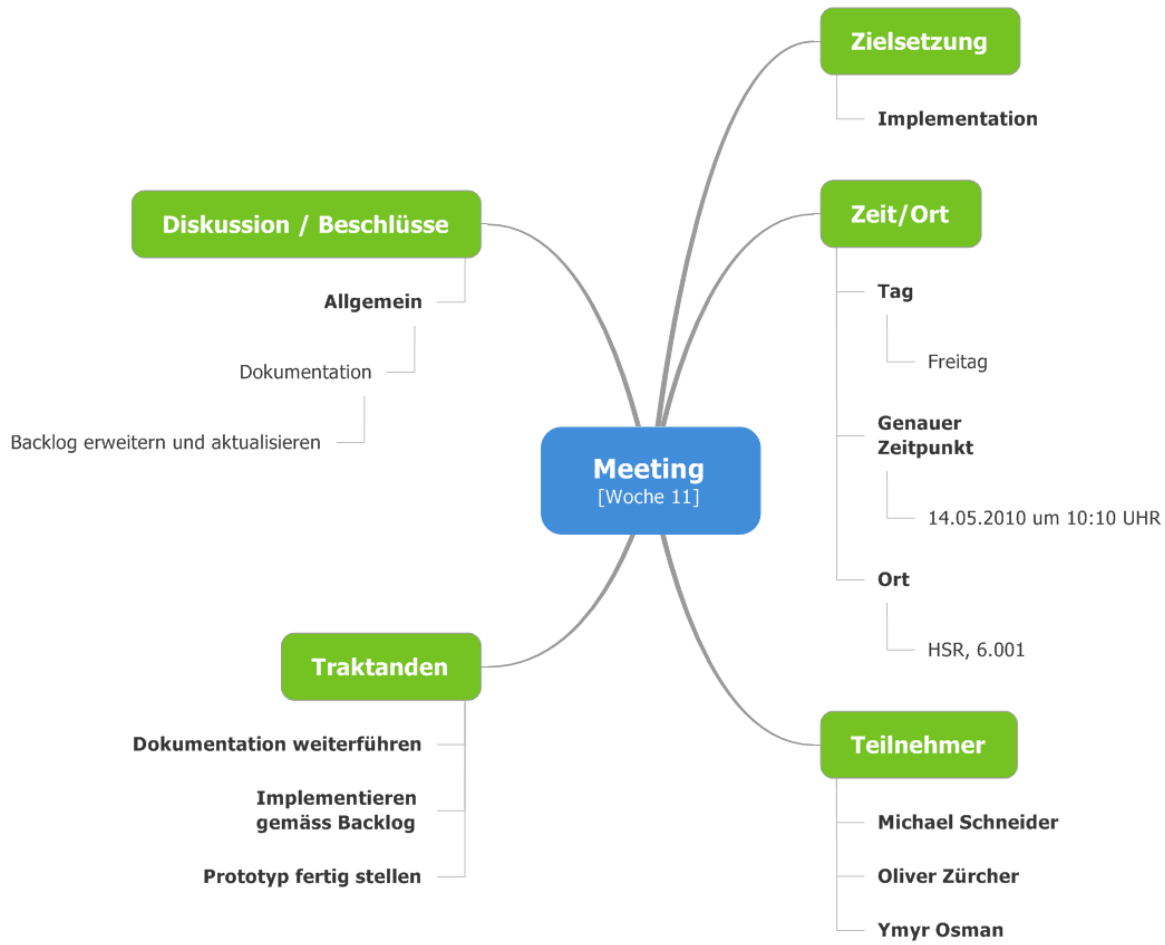 Zielsetzung
Implementation
Zeit/Ort
Tag
Freitag
Genauer
Zeitpunkt
14.05.2010 um 10:10 UHR
Ort
HSR, 6.001
Teilnehmer
Michael Schneider
Oliver Zürcher
Ymyr Osman
Meeting
[Woche 11]
Diskussion / Beschlüsse
Allgemein
Dokumentation
Backlog erweitern und aktualisieren
Traktanden
Dokumentation weiterführen
Implementieren
gemäss Backlog
Prototyp fertig stellen